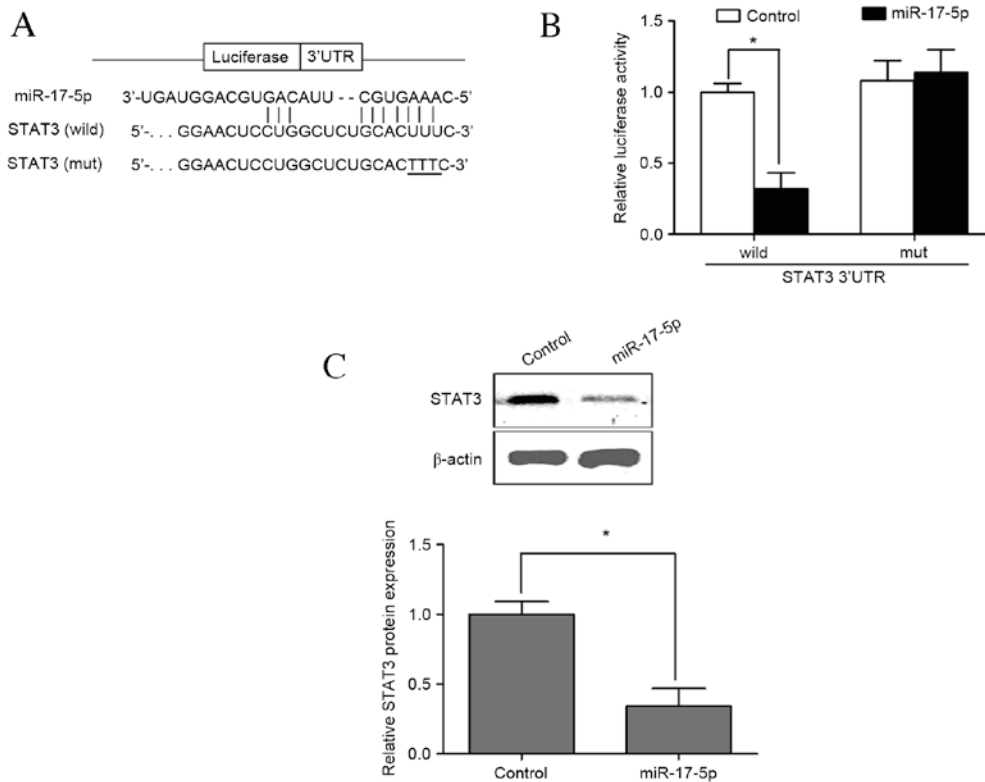 A
Luciferase 3'UTR
miR-17-5p 3'-UGAUGGACGUGACAUU - - CGUGAAAC-5'
STAT3 (wild) 5'-. . . GGAACUCCUGGCUCUGCACUUUC-3'
STAT3 (mut) 5'-. . . GGAACUCCUGGCUCUGCACTTTC-3'
B
Control miR-17-5p
Relative luciferase activity
1.5
1.0
0.5
0.0
*
wild mut
STAT3 3'UTR
C
Control miR-17-5p
STAT3
β-actin
Relative STAT3 protein expression
1.5
1.0
0.5
0.0
*
Control miR-17-5p